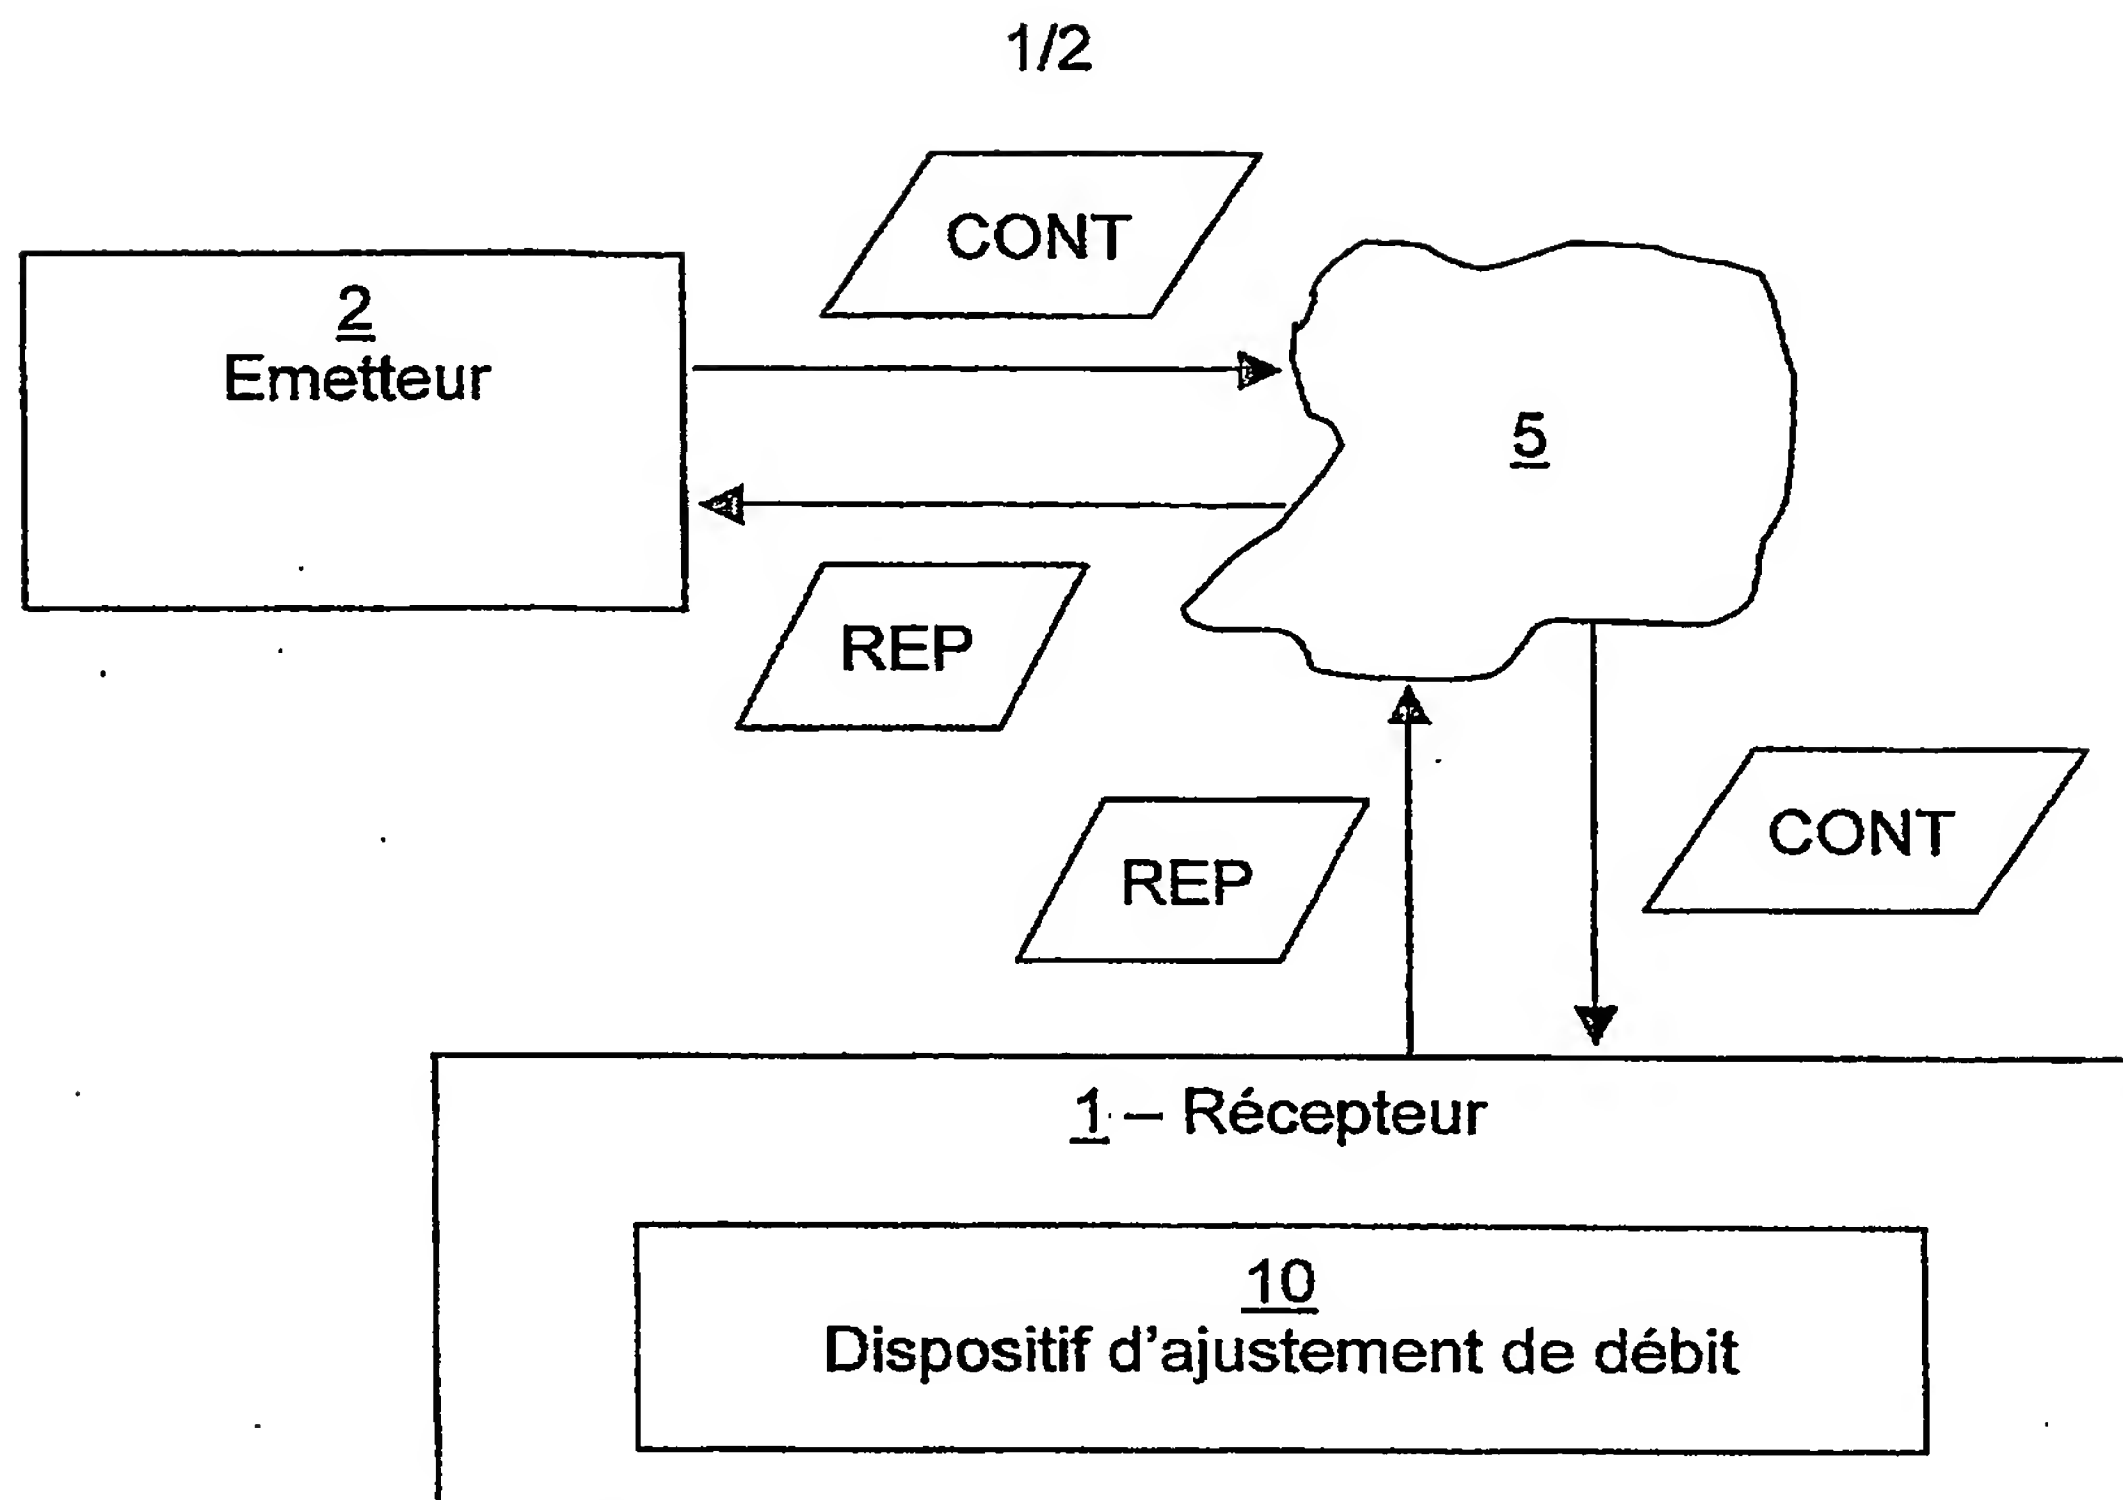 1/2
CONT
2
Emetteur
5
REP
REP
CONT
1 – Récepteur
10
Dispositif d'ajustement de débit